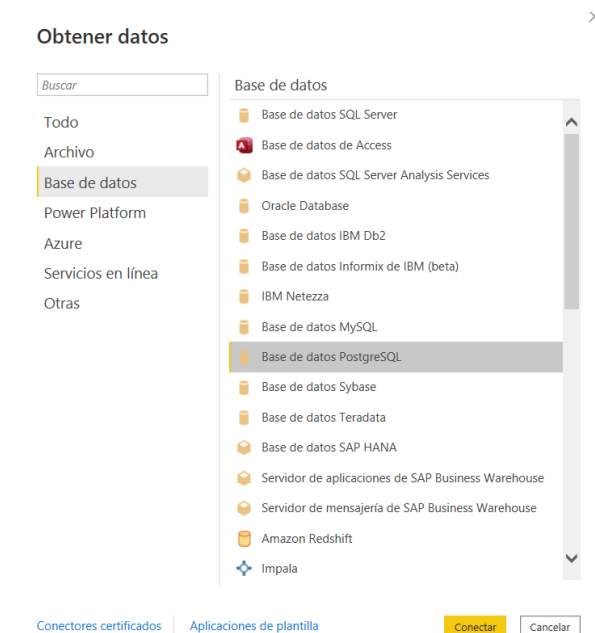 Obtener datos
Buscar
Todo
Archivo
Base de datos
Power Platform
Azure
Servicios en línea
Otras
Base de datos
Base de datos SQL Server
Base de datos de Access
Base de datos SQL Server Analysis Services
Oracle Database
Base de datos IBM Db2
Base de datos Informix de IBM (beta)
IBM Netezza
Base de datos MySQL
Base de datos PostgreSQL
Base de datos Sybase
Base de datos Teradata
Base de datos SAP HANA
Servidor de aplicaciones de SAP Business Warehouse
Servidor de mensajería de SAP Business Warehouse
Amazon Redshift
Impala
Conectores certificados
Aplicaciones de plantilla
Conectar
Cancelar